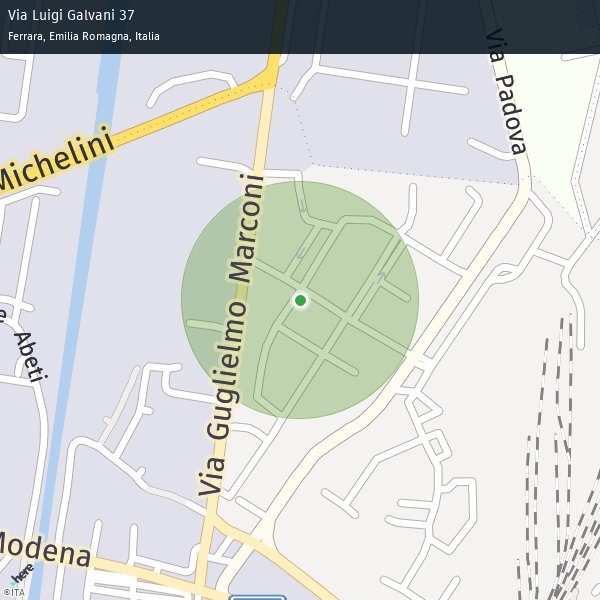 Via Luigi Galvani 37
Ferrara, Emilia Romagna, Italia
Via Padova
Michelini
Via Guglielmo Marconi
e Abeti
Modena
here
©ITA